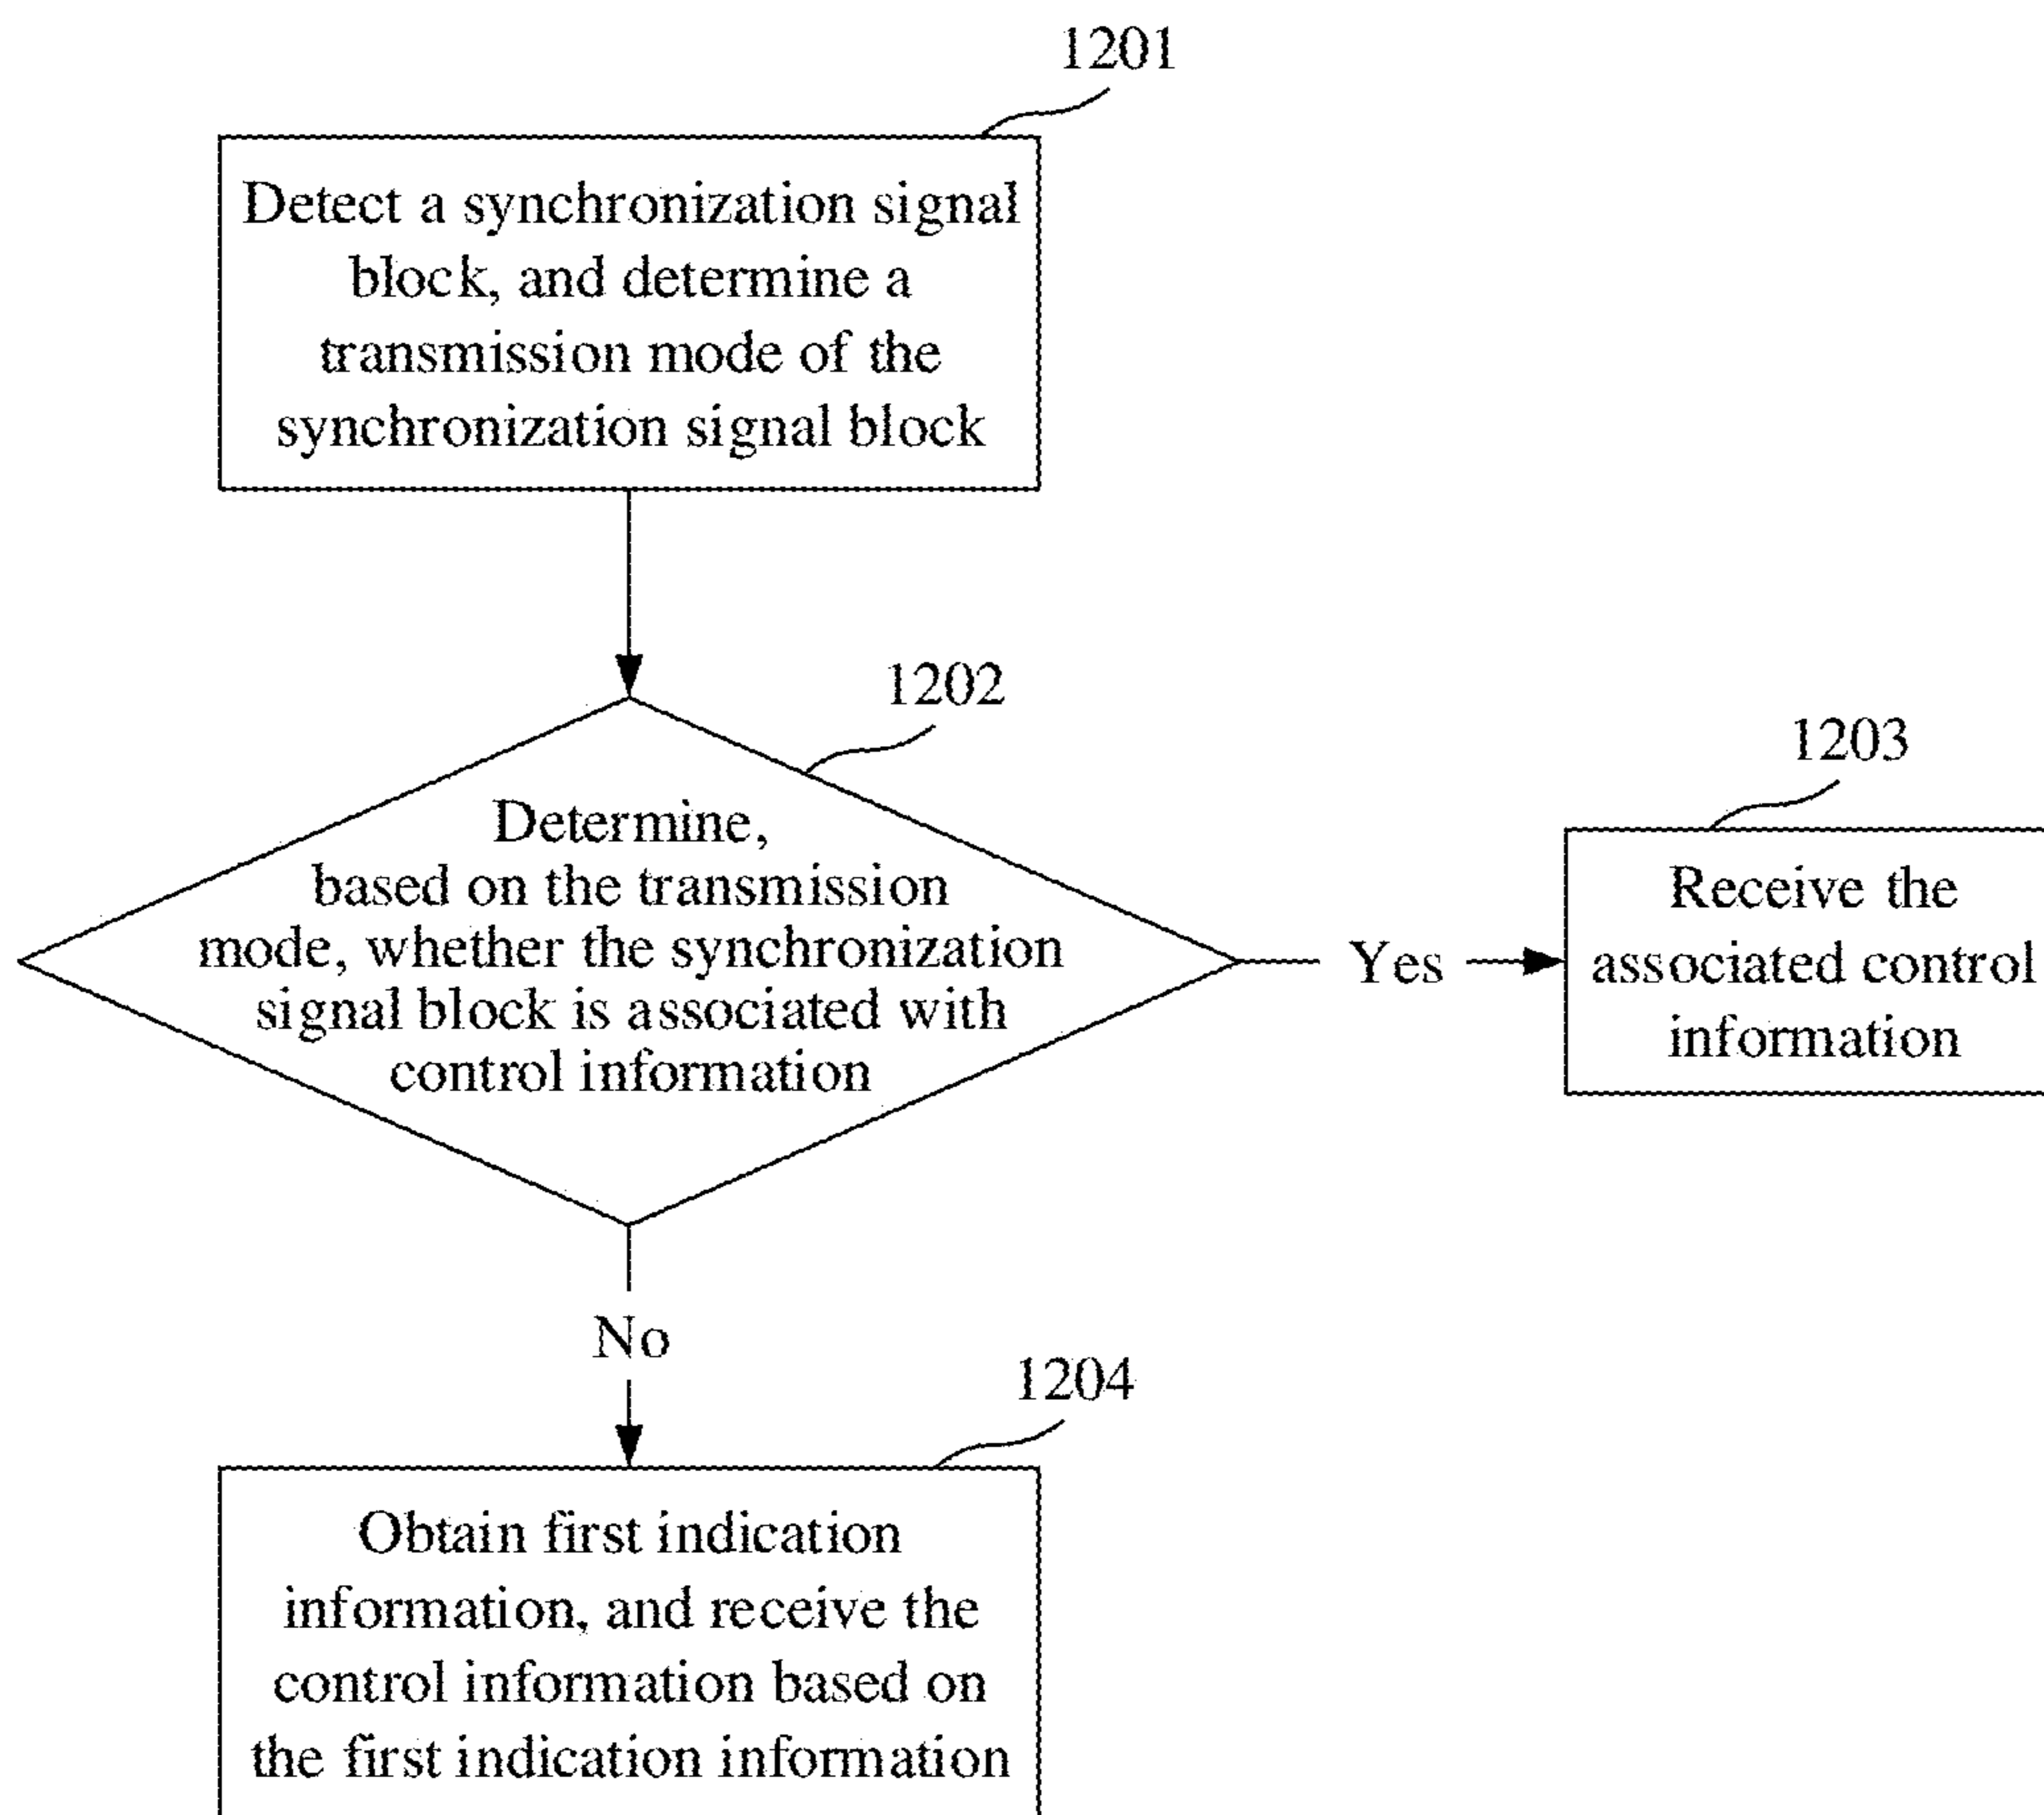 1201
Detect a synchronization signal
block, and determine a
transmission mode of the
synchronization signal block
1202
Determine,
based on the transmission
mode, whether the synchronization
signal block is associated with
control information
Yes
1203
Receive the
associated control
information
No
1204
Obtain first indication
information, and receive the
control information based on
the first indication information